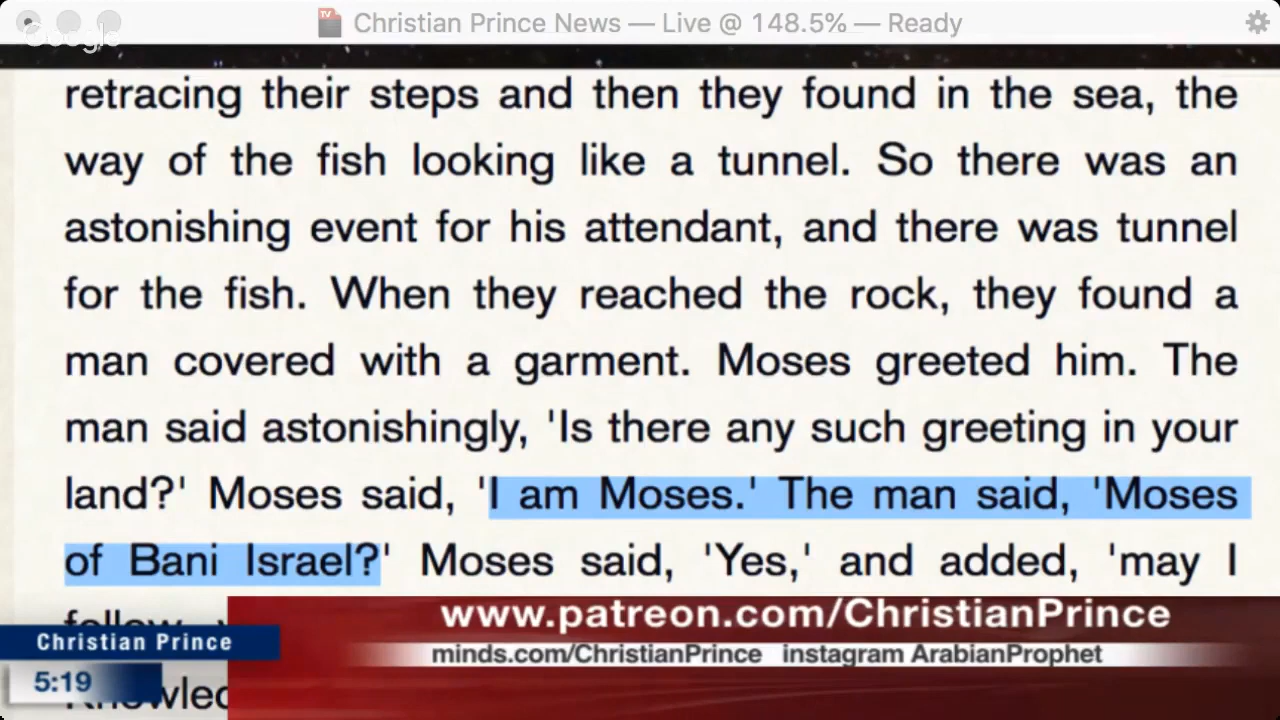 TV
Christian Prince News — Live @ 148.5% — Ready
Google
retracing their steps and then they found in the sea, the
way of the fish looking like a tunnel. So there was an
astonishing event for his attendant, and there was tunnel
for the fish. When they reached the rock, they found a
man covered with a garment. Moses greeted him. The
man said astonishingly, 'Is there any such greeting in your
land?' Moses said, 'I am Moses.' The man said, 'Moses
of Bani Israel?' Moses said, 'Yes,' and added, 'may I
www.patreon.com/ChristianPrince
Christian Prince
minds.com/ChristianPrince instagram ArabianProphet
5:19